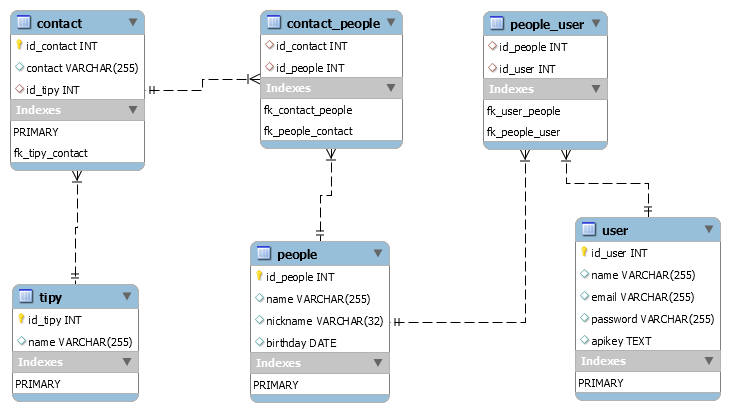 contact
id_contact INT
contact VARCHAR(255)
id_tipy INT
Indexes
PRIMARY
fk_tipy_contact
contact_people
id_contact INT
id_people INT
Indexes
fk_contact_people
fk_people_contact
people_user
id_people INT
id_user INT
Indexes
fk_user_people
fk_people_user
tipy
id_tipy INT
name VARCHAR(255)
Indexes
PRIMARY
people
id_people INT
name VARCHAR(255)
nickname VARCHAR(32)
birthday DATE
Indexes
PRIMARY
user
id_user INT
name VARCHAR(255)
email VARCHAR(255)
password VARCHAR(255)
apikey TEXT
Indexes
PRIMARY